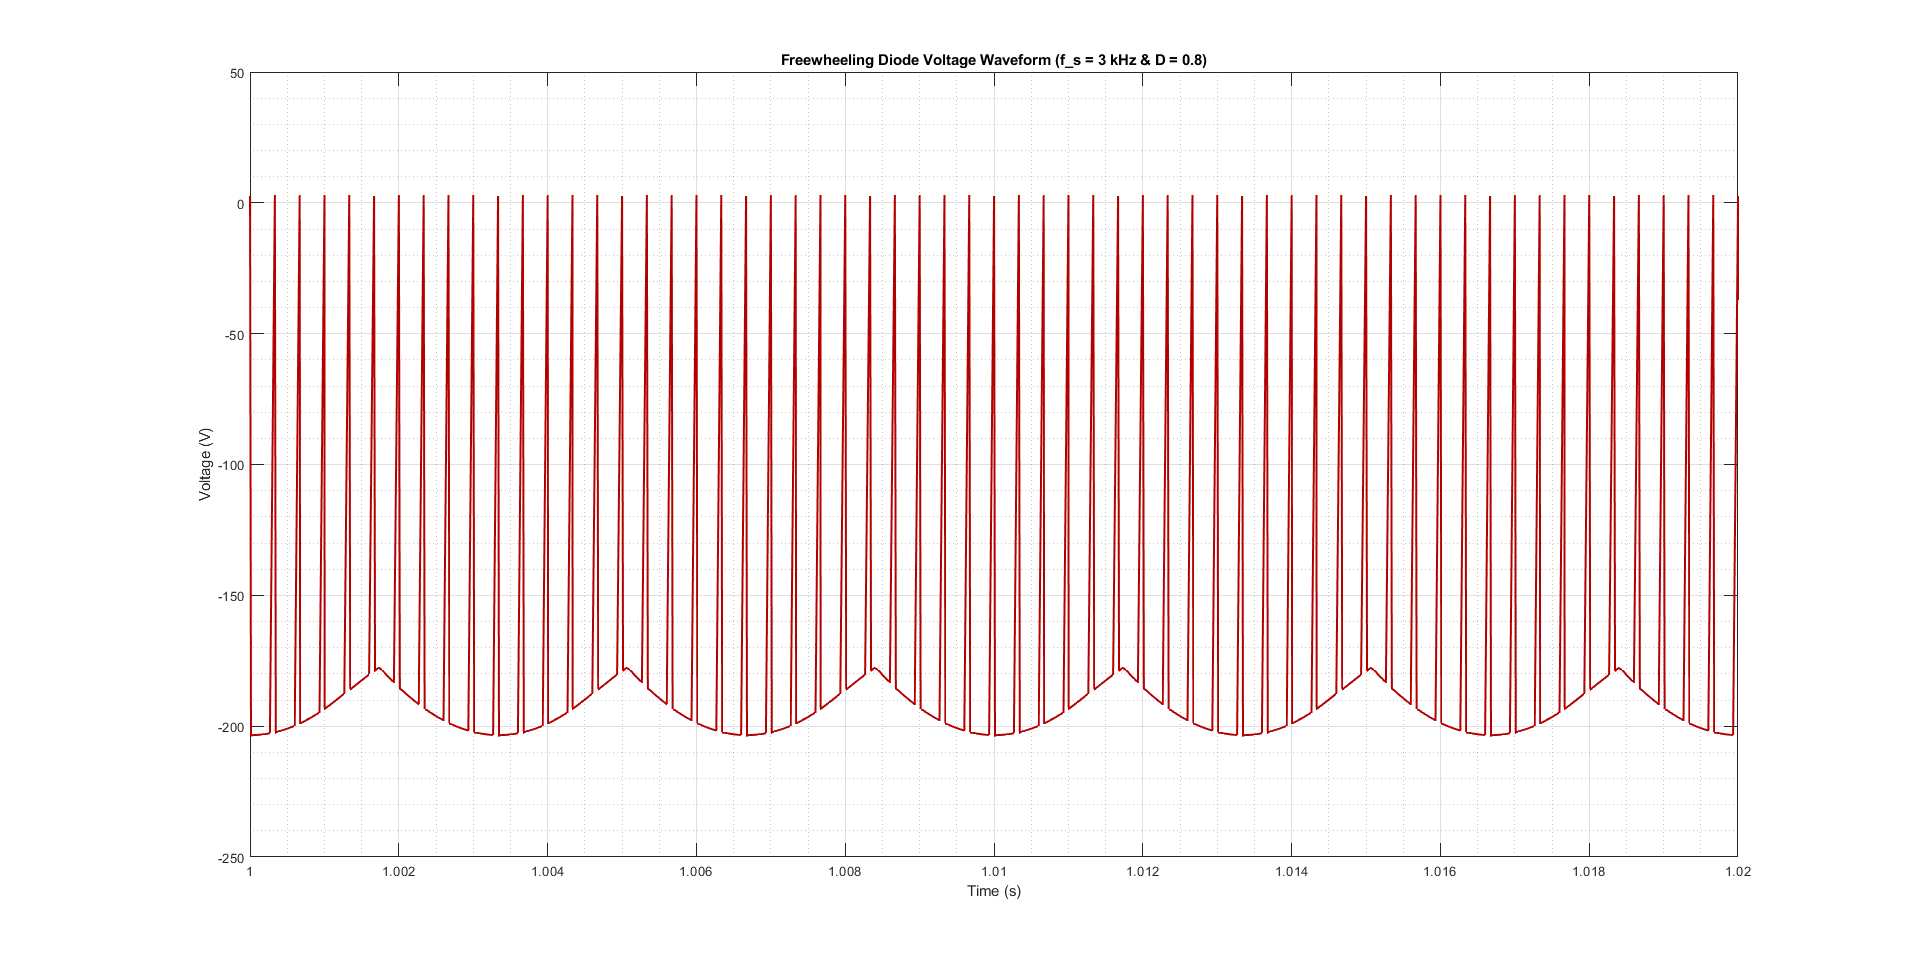 Freewheeling Diode Voltage Waveform (f_s = 3 kHz & D = 0.8)
50
0
-50
-100
-150
-200
-250
Voltage (V)
1 1.002 1.004 1.006 1.008 1.01 1.012 1.014 1.016 1.018 1.02
Time (s)